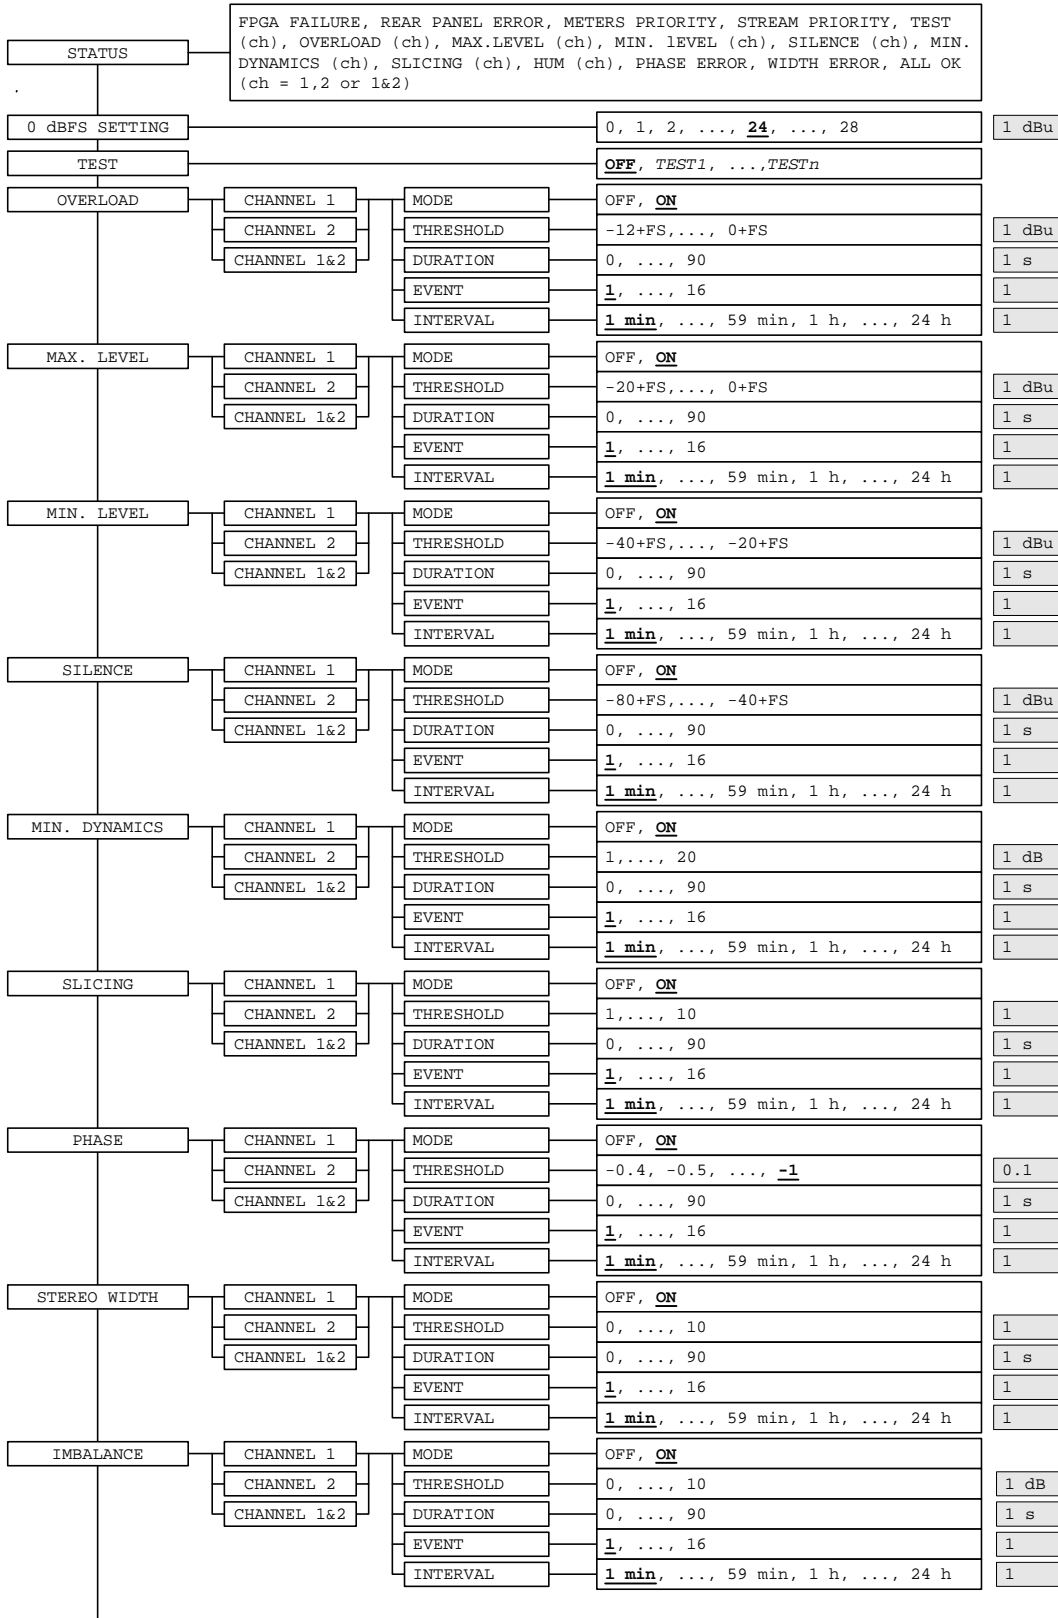 FPGA FAILURE, REAR PANEL ERROR, METERS PRIORITY, STREAM PRIORITY, TEST
(ch), OVERLOAD (ch), MAX.LEVEL (ch), MIN. lEVEL (ch), SILENCE (ch), MIN.
DYNAMICS (ch), SLICING (ch), HUM (ch), PHASE ERROR, WIDTH ERROR, ALL OK
(ch = 1,2 or 1&2)
STATUS
.
0 dBFS SETTING 0, 1, 2, ..., 24, ..., 28 1 dBu
TEST OFF, TEST1, ...,TESTn
OVERLOAD CHANNEL 1 MODE OFF, ON
CHANNEL 2 THRESHOLD -12+FS,..., 0+FS 1 dBu
CHANNEL 1&2 DURATION 0, ..., 90 1 s
EVENT 1, ..., 16 1
INTERVAL 1 min, ..., 59 min, 1 h, ..., 24 h 1
MAX. LEVEL CHANNEL 1 MODE OFF, ON
CHANNEL 2 THRESHOLD -20+FS,..., 0+FS 1 dBu
CHANNEL 1&2 DURATION 0, ..., 90 1 s
EVENT 1, ..., 16 1
INTERVAL 1 min, ..., 59 min, 1 h, ..., 24 h 1
MIN. LEVEL CHANNEL 1 MODE OFF, ON
CHANNEL 2 THRESHOLD -40+FS,..., -20+FS 1 dBu
CHANNEL 1&2 DURATION 0, ..., 90 1 s
EVENT 1, ..., 16 1
INTERVAL 1 min, ..., 59 min, 1 h, ..., 24 h 1
SILENCE CHANNEL 1 MODE OFF, ON
CHANNEL 2 THRESHOLD -80+FS,..., -40+FS 1 dBu
CHANNEL 1&2 DURATION 0, ..., 90 1 s
EVENT 1, ..., 16 1
INTERVAL 1 min, ..., 59 min, 1 h, ..., 24 h 1
MIN. DYNAMICS CHANNEL 1 MODE OFF, ON
CHANNEL 2 THRESHOLD 1,..., 20 1 dB
CHANNEL 1&2 DURATION 0, ..., 90 1 s
EVENT 1, ..., 16 1
INTERVAL 1 min, ..., 59 min, 1 h, ..., 24 h 1
SLICING CHANNEL 1 MODE OFF, ON
CHANNEL 2 THRESHOLD 1,..., 10 1
CHANNEL 1&2 DURATION 0, ..., 90 1 s
EVENT 1, ..., 16 1
INTERVAL 1 min, ..., 59 min, 1 h, ..., 24 h 1
PHASE CHANNEL 1 MODE OFF, ON
CHANNEL 2 THRESHOLD -0.4, -0.5, ..., -1 0.1
CHANNEL 1&2 DURATION 0, ..., 90 1 s
EVENT 1, ..., 16 1
INTERVAL 1 min, ..., 59 min, 1 h, ..., 24 h 1
STEREO WIDTH CHANNEL 1 MODE OFF, ON
CHANNEL 2 THRESHOLD 0, ..., 10 1
CHANNEL 1&2 DURATION 0, ..., 90 1 s
EVENT 1, ..., 16 1
INTERVAL 1 min, ..., 59 min, 1 h, ..., 24 h 1
IMBALANCE CHANNEL 1 MODE OFF, ON
CHANNEL 2 THRESHOLD 0, ..., 10 1 dB
CHANNEL 1&2 DURATION 0, ..., 90 1 s
EVENT 1, ..., 16 1
INTERVAL 1 min, ..., 59 min, 1 h, ..., 24 h 1